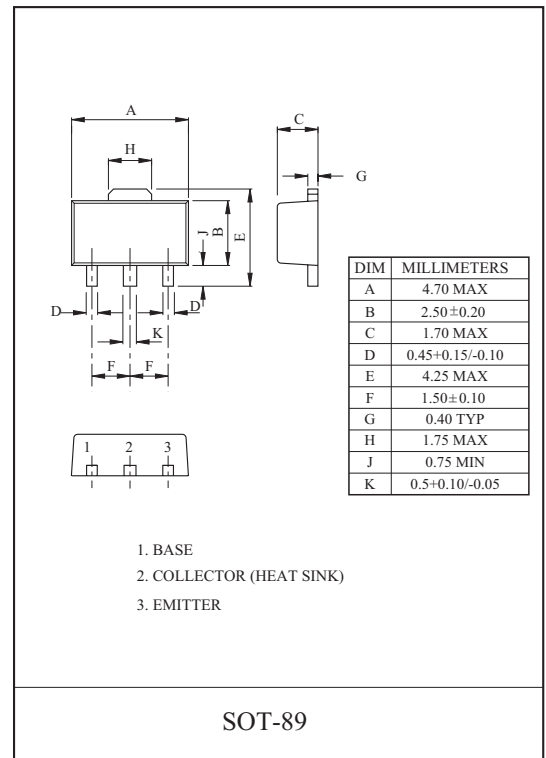 A
H
C
G
J
B
E
D
D
K
F F
DIM MILLIMETERS
A 4.70 MAX
B 2.50±0.20
C 1.70 MAX
D 0.45+0.15/-0.10
E 4.25 MAX
F 1.50±0.10
G 0.40 TYP
H 1.75 MAX
J 0.75 MIN
K 0.5+0.10/-0.05
1 2 3
1. BASE
2. COLLECTOR (HEAT SINK)
3. EMITTER
SOT-89